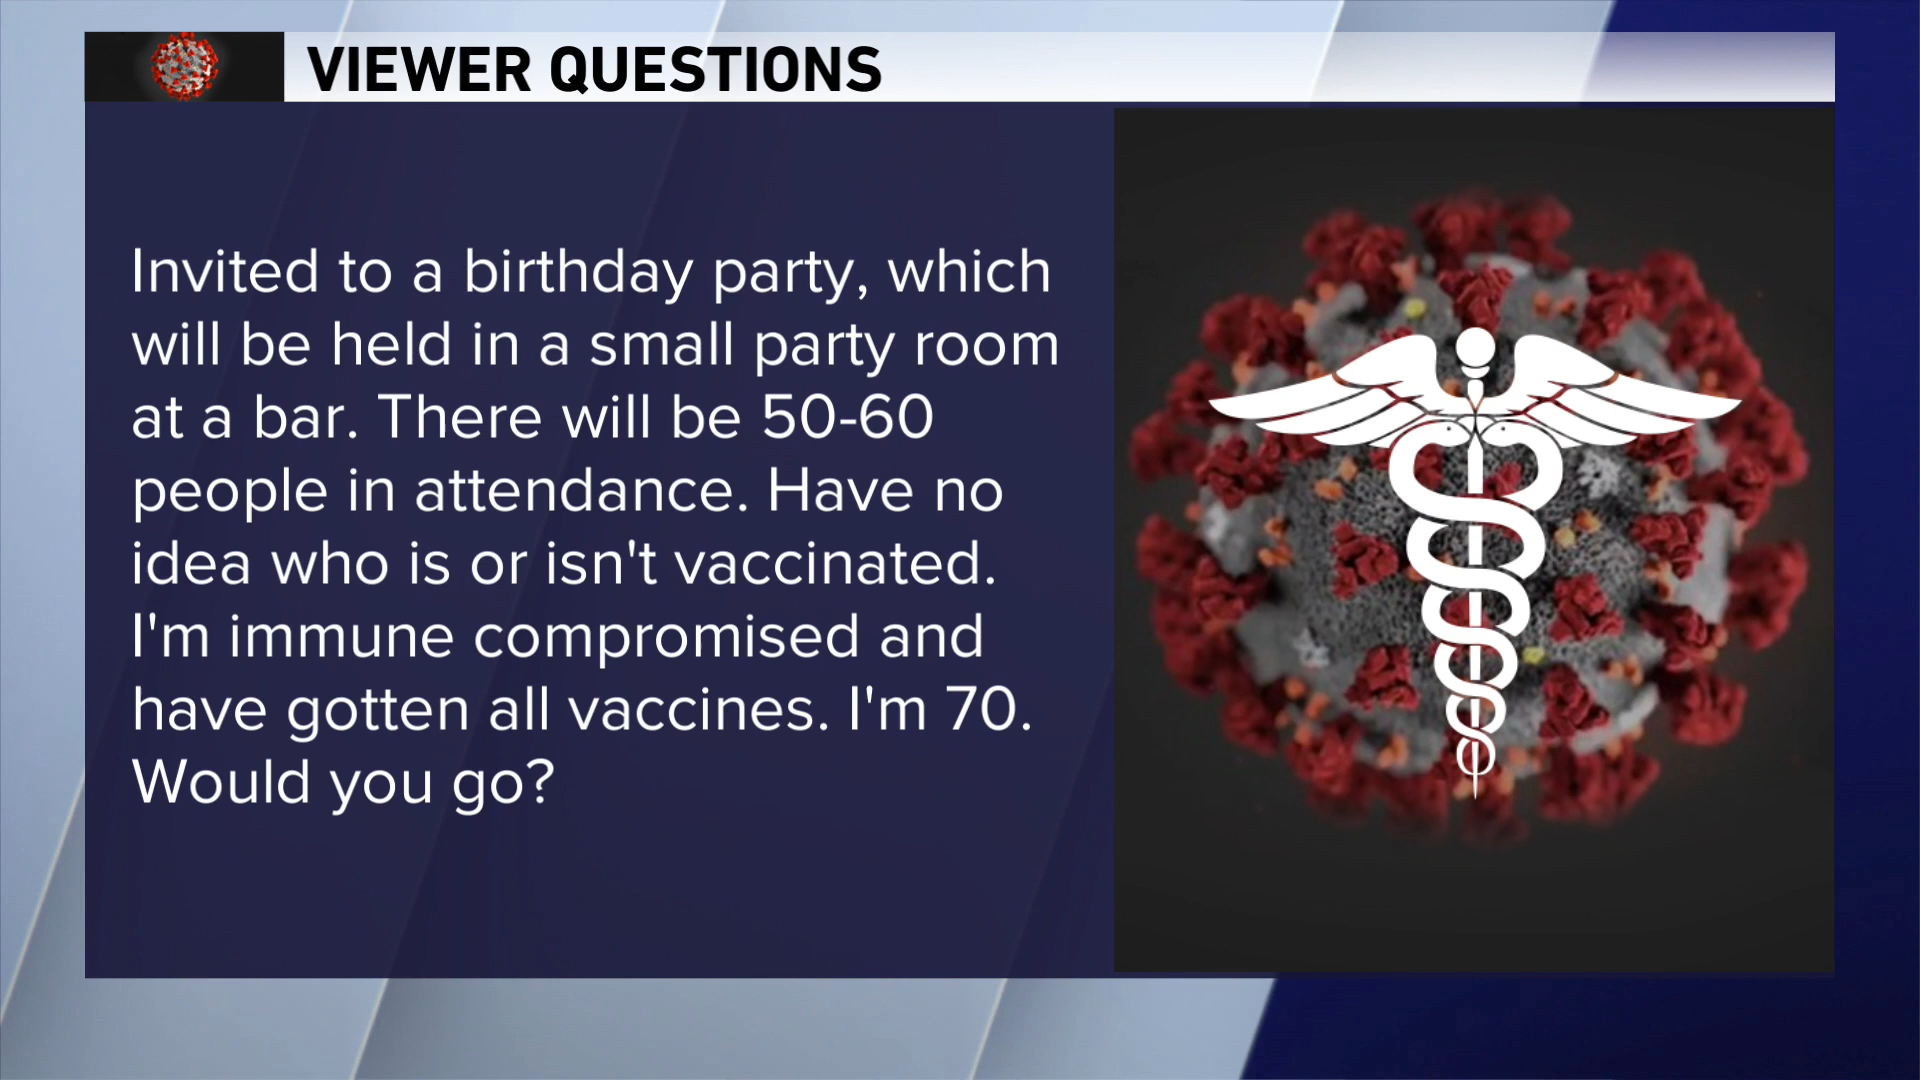 VIEWER QUESTIONS
Invited to a birthday party, which
will be held in a small party room
at a bar. There will be 50-60
people in attendance. Have no
idea who is or isn't vaccinated.
I'm immune compromised and
have gotten all vaccines. I'm 70.
Would you go?